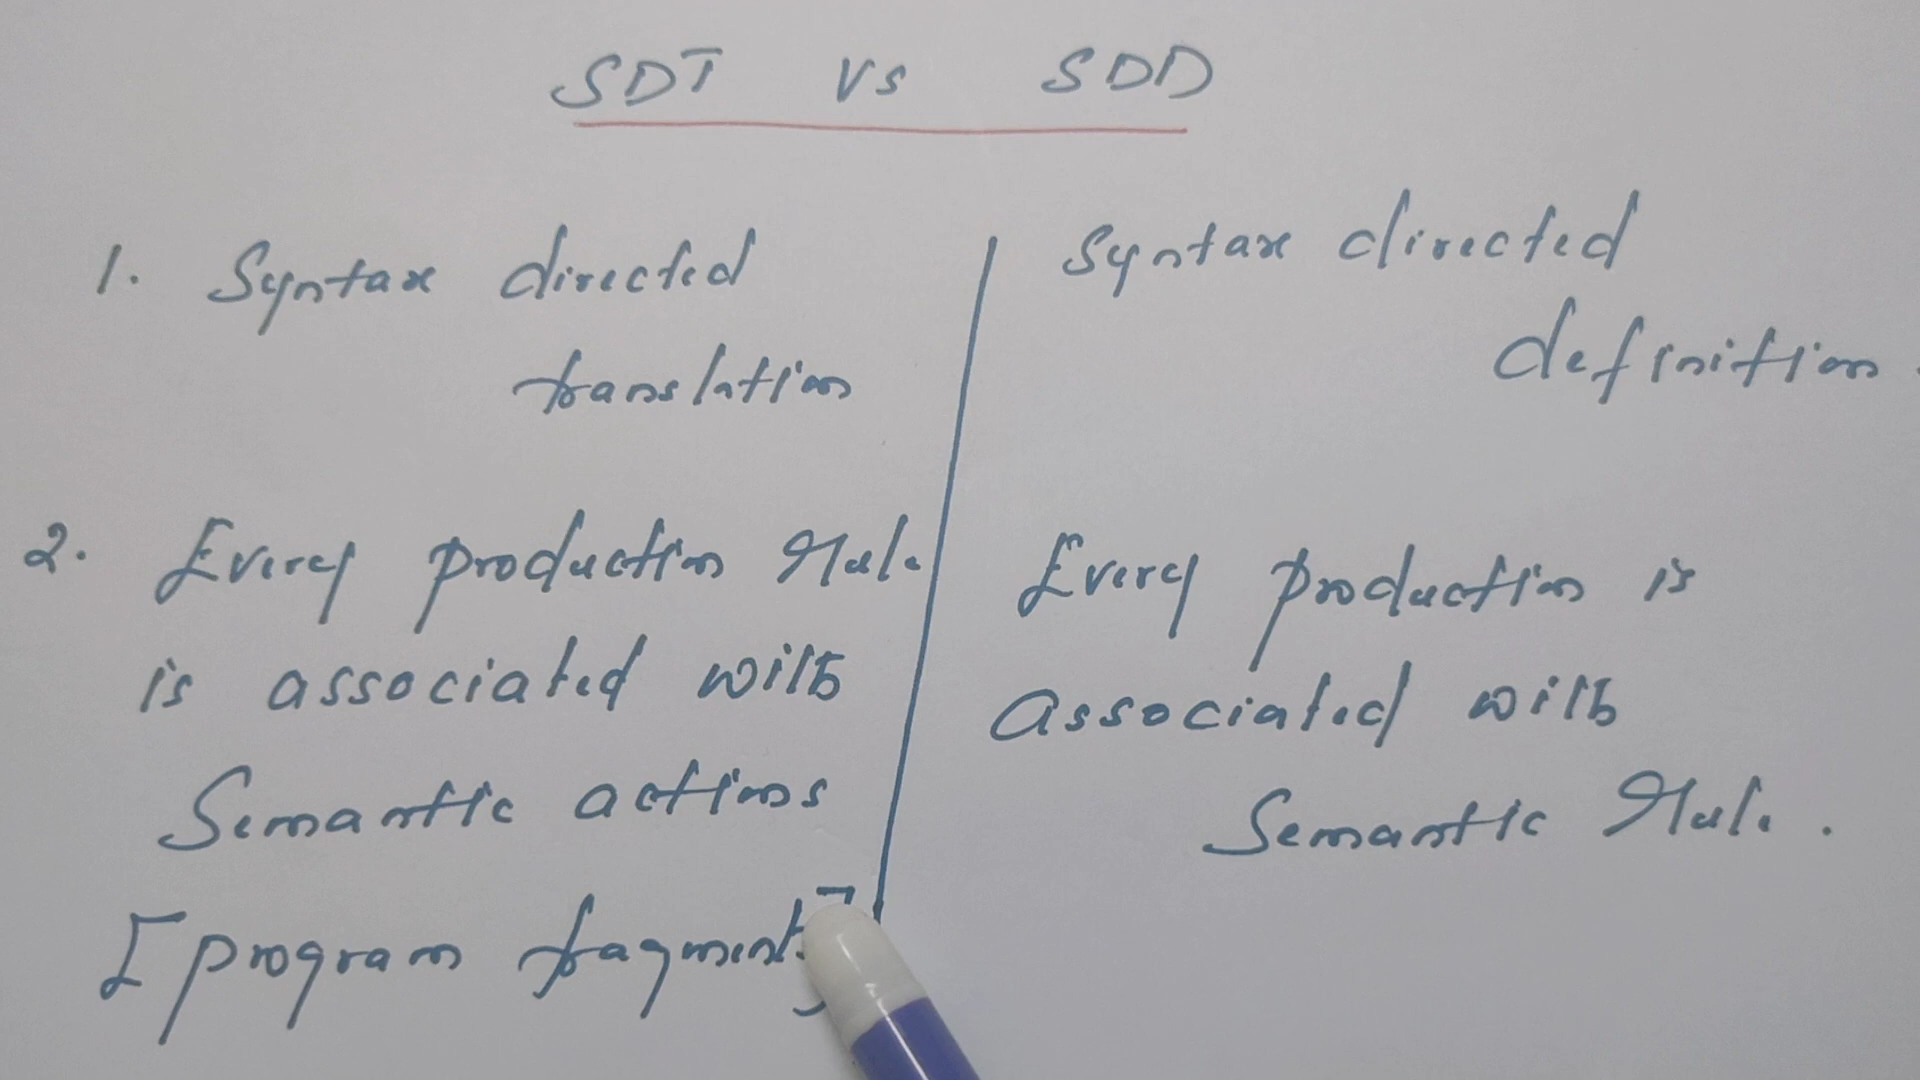 SDT Vs SDD
1. Syntax directed
translation
2. Every production rule
is associated with
Semantic actions
[program fragments]
Syntax directed
definition.
Every production is
associated with
Semantic rule.